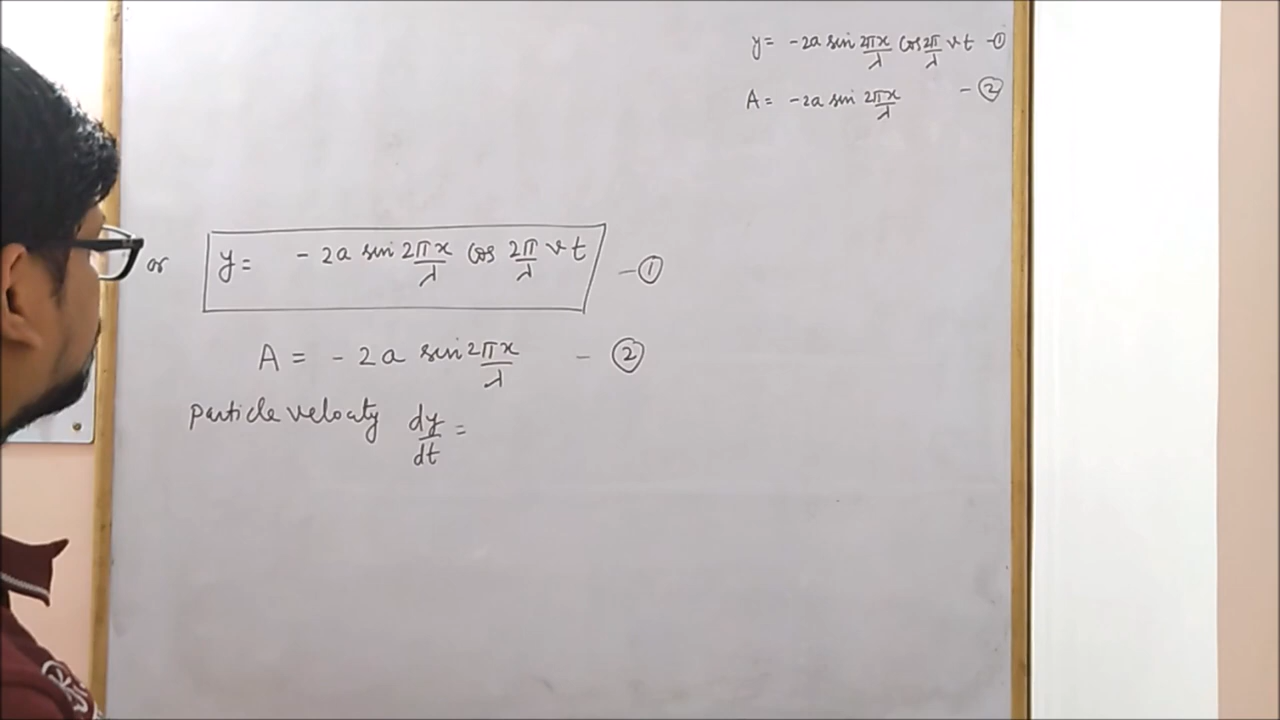 y = -2a sin 2πx/λ cos 2π/λ vt -①
A = -2a sin 2πx/λ -②
or y = -2a sin 2πx/λ cos 2π/λ vt -①
A = -2a sin 2πx/λ -②
Particle velocity dy/dt =